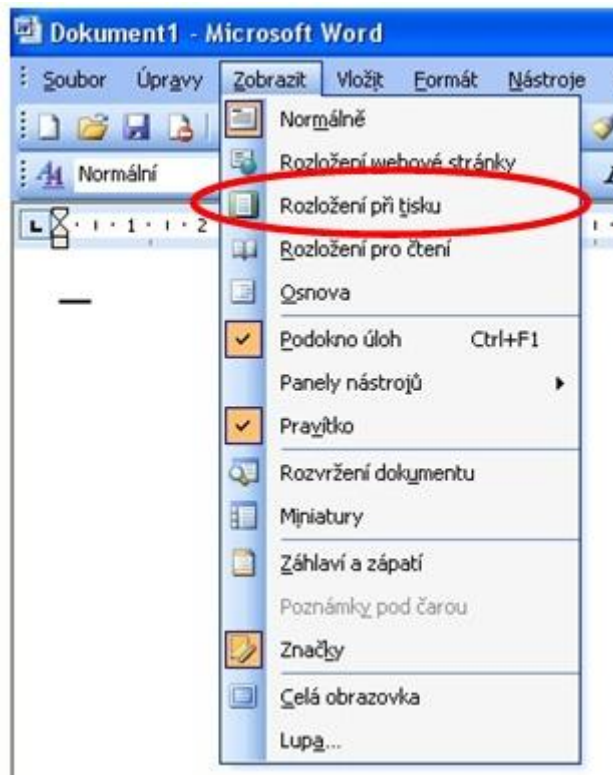 Dokument1 - Microsoft Word
Soubor Úpravy Zobrazit Vložit Formát Nástroje
Normálně
Rozložení webové stránky
Normální
Rozložení při tisku
1 2
Rozložení pro čtení
Osnova
Podokno úloh Ctrl+F1
Panely nástrojů
Pravítko
Rozvržení dokumentu
Miniatury
Záhlaví a zápatí
Poznámky pod čarou
Značky
Celá obrazovka
Lupa...